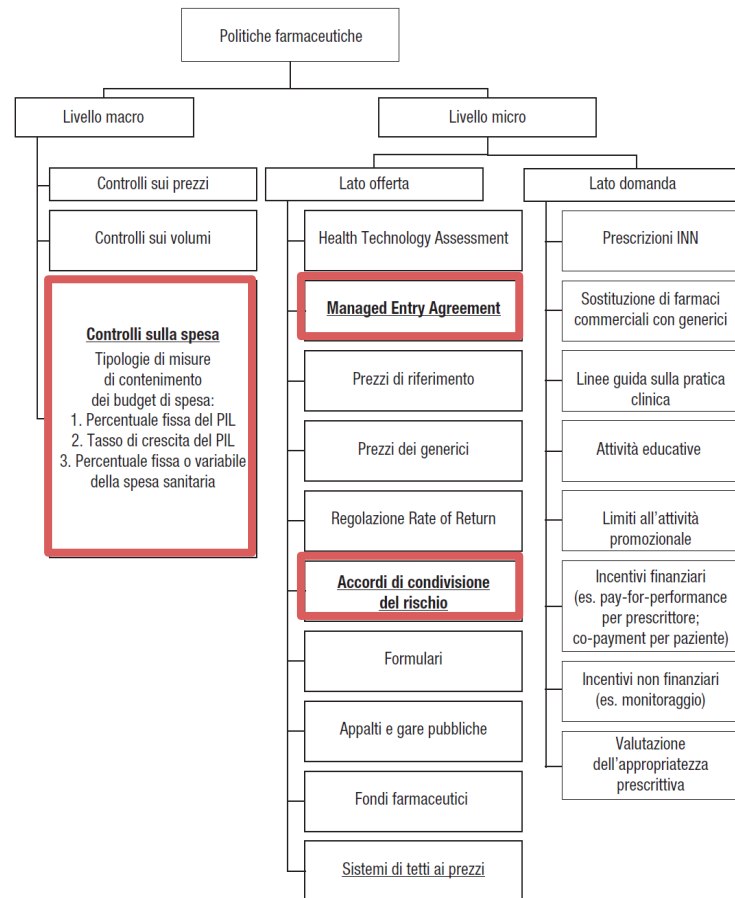 Politiche farmaceutiche
Livello macro
Livello micro
Controlli sui prezzi
Controlli sui volumi
Controlli sulla spesa
Tipologie di misure
di contenimento
dei budget di spesa:
1. Percentuale fissa del PIL
2. Tasso di crescita del PIL
3. Percentuale fissa o variabile
della spesa sanitaria
Lato offerta
Health Technology Assessment
Managed Entry Agreement
Prezzi di riferimento
Prezzi dei generici
Regolazione Rate of Return
Accordi di condivisione
del rischio
Formulari
Appalti e gare pubbliche
Fondi farmaceutici
Sistemi di tetti ai prezzi
Lato domanda
Prescrizioni INN
Sostituzione di farmaci
commerciali con generici
Linee guida sulla pratica
clinica
Attività educative
Limiti all'attività
promozionale
Incentivi finanziari
(es. pay-for-performance
per prescrittore;
co-payment per paziente)
Incentivi non finanziari
(es. monitoraggio)
Valutazione
dell'appropriatezza
prescrittiva